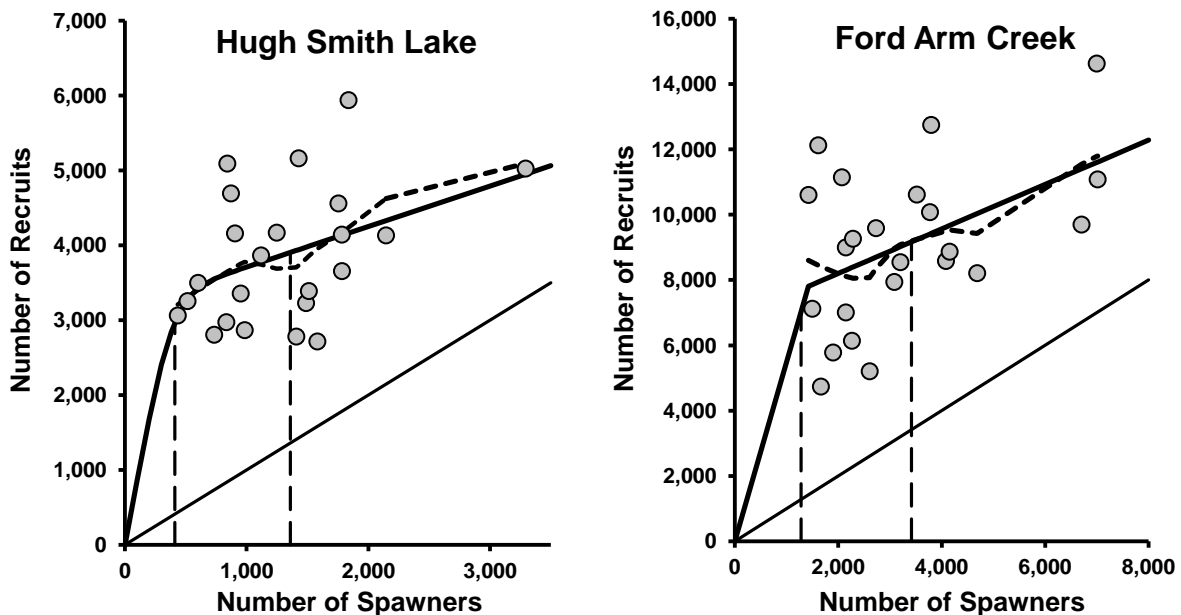 Hugh Smith Lake
Number of Recruits
7,000
6,000
5,000
4,000
3,000
2,000
1,000
0
0 1,000 2,000 3,000
Number of Spawners
Ford Arm Creek
Number of Recruits
16,000
14,000
12,000
10,000
8,000
6,000
4,000
2,000
0
0 2,000 4,000 6,000 8,000
Number of Spawners